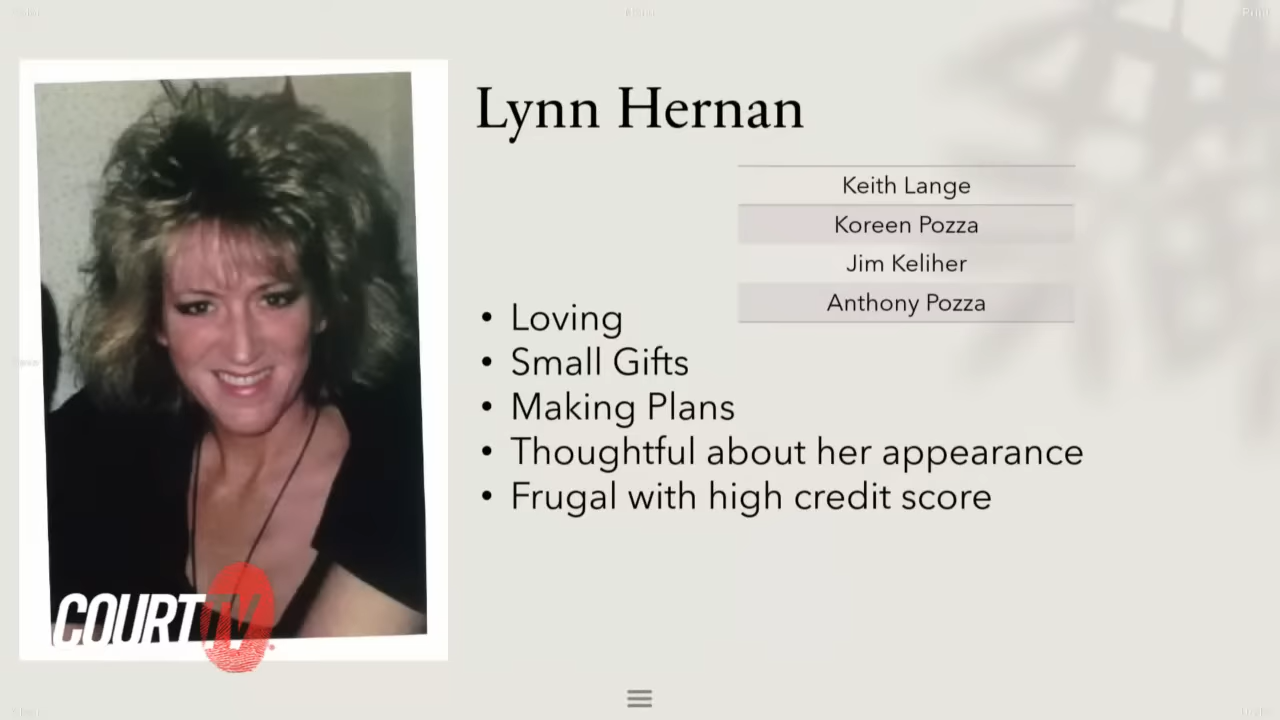 Lynn Hernan
Keith Lange
Koreen Pozza
Jim Keliher
Anthony Pozza
• Loving
• Small Gifts
• Making Plans
• Thoughtful about her appearance
• Frugal with high credit score
COURT TV